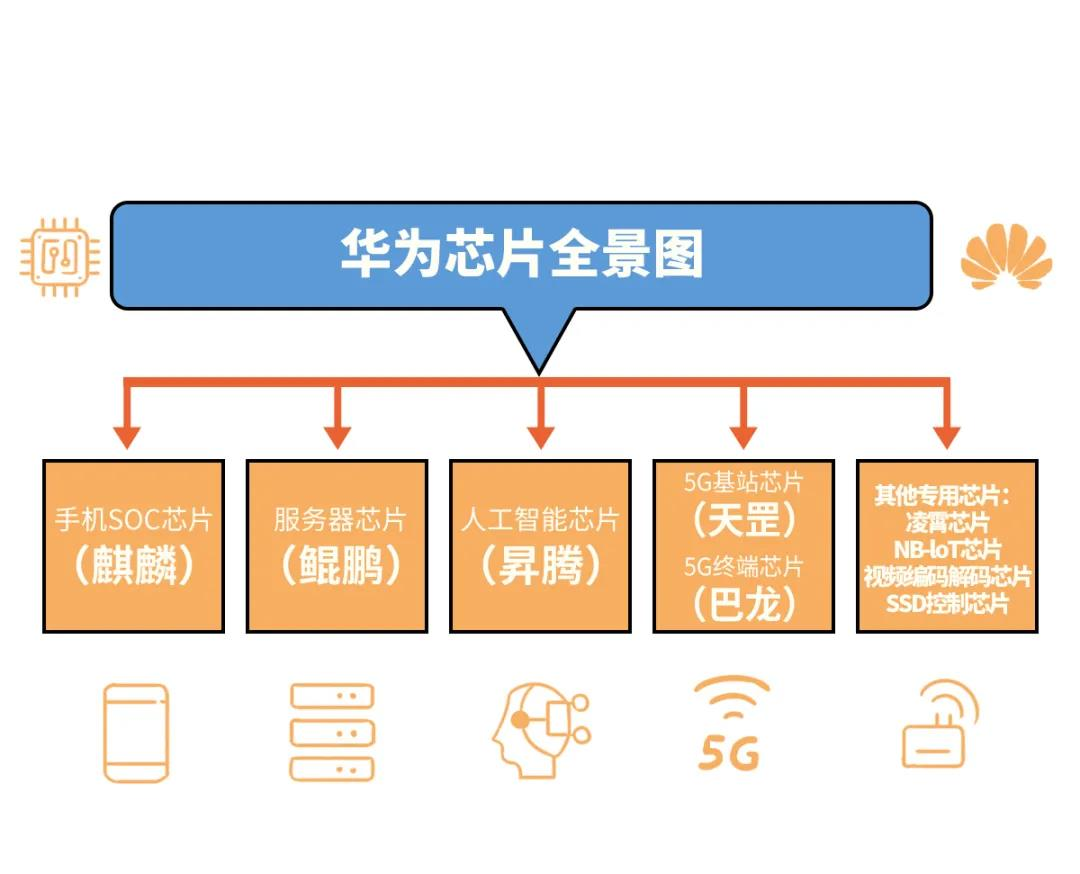 华为芯片全景图
手机SOC芯片
（麒麟）
服务器芯片
（鲲鹏）
人工智能芯片
（昇腾）
5G基站芯片
（天罡）
5G终端芯片
（巴龙）
其他专用芯片：
凌霄芯片
NB-IoT芯片
视频编码解码芯片
SSD控制芯片
5G